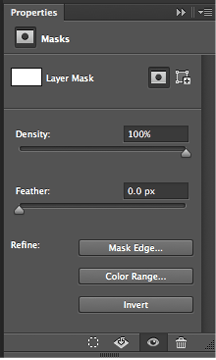 Properties
Masks
Layer Mask
Density: 100%
Feather: 0.0 px
Refine: Mask Edge...
Color Range...
Invert